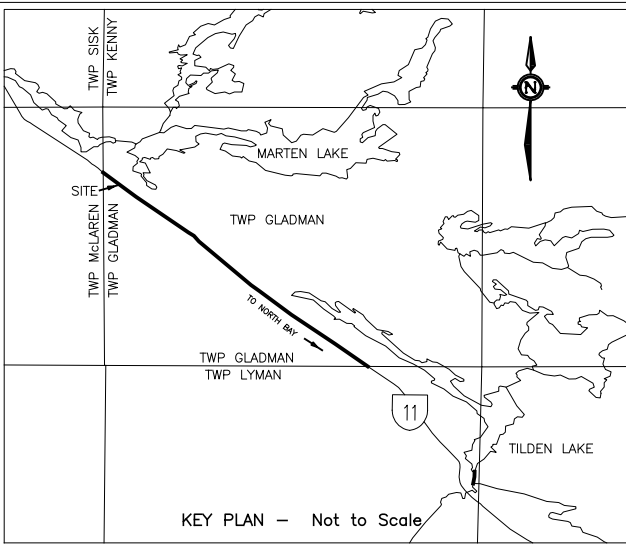 TWP SISK
TWP KENNY
N
MARTEN LAKE
SITE
TWP McLAREN
TWP GLADMAN
TWP GLADMAN
TO NORTH BAY
TWP GLADMAN
TWP LYMAN
11
TILDEN LAKE
KEY PLAN - Not to Scale